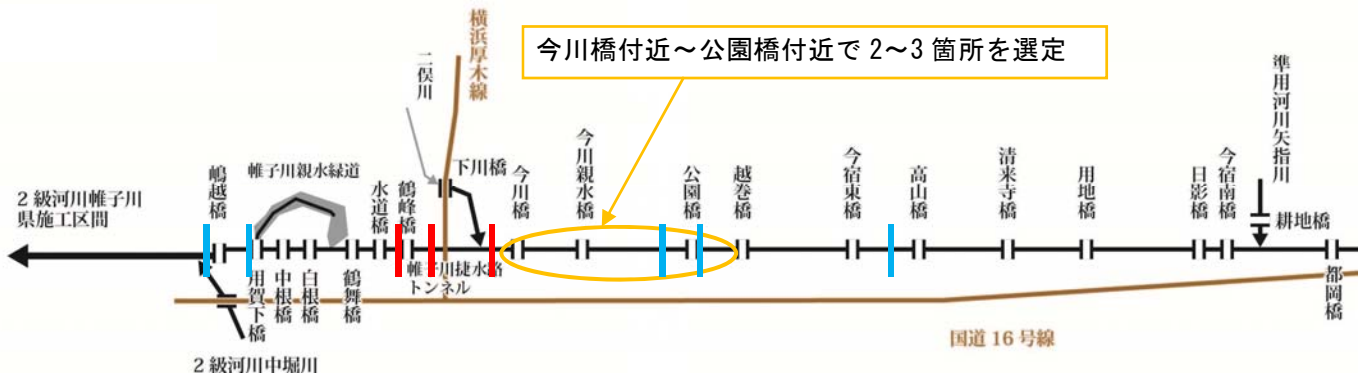 今川橋付近～公園橋付近で2～3箇所を選定
横浜厚木線
二俣川
下川橋
2級河川帷子川
県施工区間
嶋越橋
帷子川親水緑道
水道橋
鶴峰橋
今川橋
今川親水橋
公園橋
越巻橋
今宿東橋
高山橋
清来寺橋
用地橋
日影橋
今宿南橋
準用河川矢指川
耕地橋
用賀下橋
中根橋
白根橋
鶴舞橋
帷子川捷水路
トンネル
都岡橋
国道16号線
2級河川中堀川